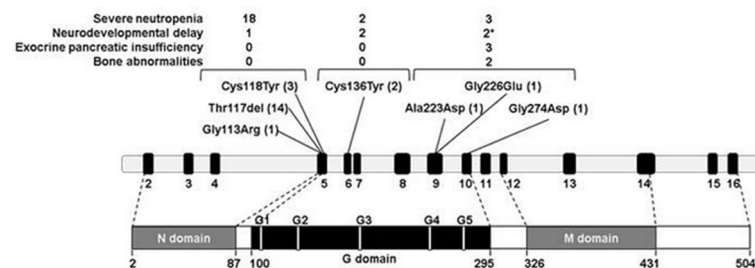 Severe neutropenia 18 2 3
Neurodevelopmental delay 1 2 2*
Exocrine pancreatic insufficiency 0 0 3
Bone abnormalities 0 0 2
Cys118Tyr (3) Cys136Tyr (2) Gly226Glu (1)
Thr117del (14) Ala223Asp (1) Gly274Asp (1)
Gly113Arg (1)
2 3 4 5 6 7 8 9 10 11 12 13 14 15 16
G1 G2 G3 G4 G5
N domain M domain
G domain
2 87 100 295 326 431 504